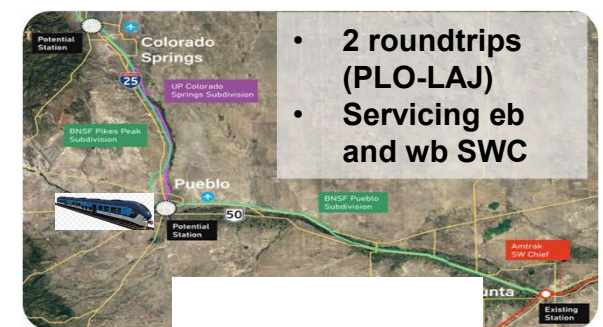 • 2 roundtrips
(PLO-LAJ)
• Servicing eb
and wb SWC
Potential
Station
Colorado
Springs
25
UP Colorado
Springs Subdivision
BNSF Pikes Peak
Subdivision
Pueblo
50
Potential
Station
BNSF Pueblo
Subdivision
Amtrak
SW Chief
unta
Existing
Station